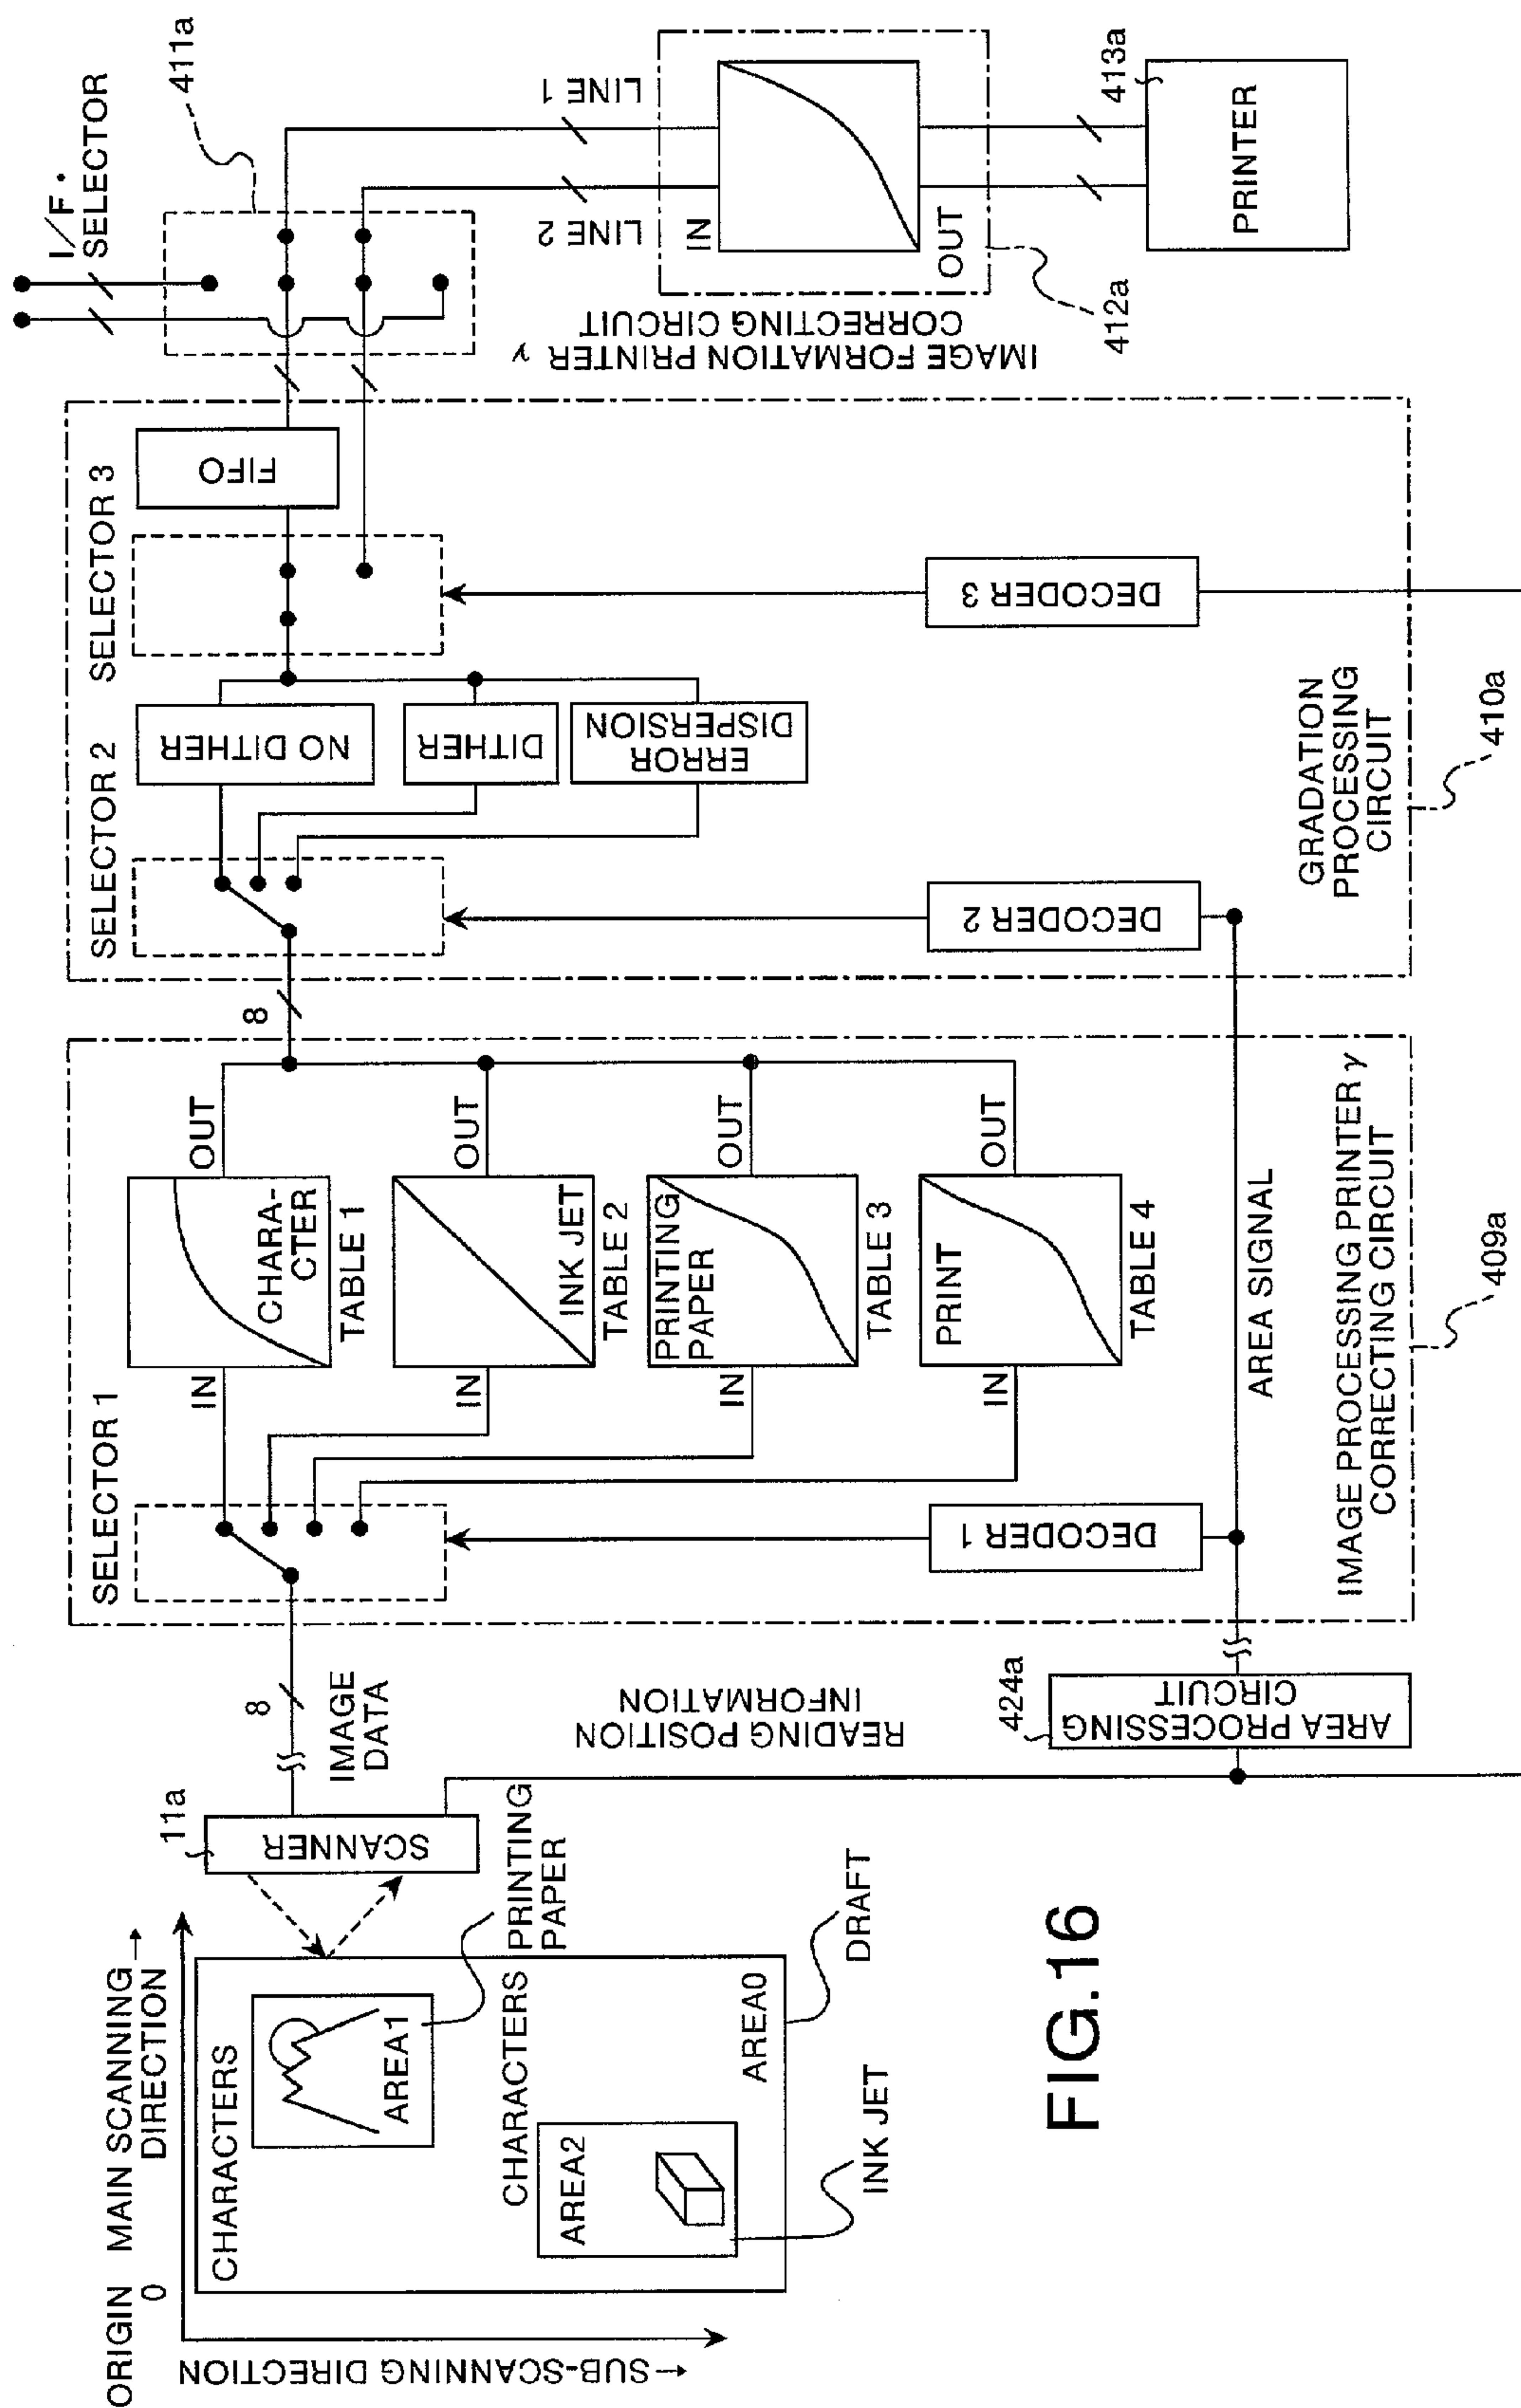 ORIGIN
0
MAIN SCANNING→
DIRECTION
←SUB-SCANNING DIRECTION
CHARACTERS
AREA1
CHARACTERS
AREA2
AREA0
PRINTING
PAPER
INK JET
DRAFT
11a
SCANNER
8
IMAGE
DATA
READING POSITION
INFORMATION
424a
AREA PROCESSING
CIRCUIT
SELECTOR 1
IN
OUT
CHARA-
CTER
TABLE 1
IN
OUT
INK JET
TABLE 2
IN
OUT
PRINTING
PAPER
TABLE 3
IN
OUT
PRINT
TABLE 4
DECODER 1
AREA SIGNAL
IMAGE PROCESSING PRINTER γ
CORRECTING CIRCUIT
409a
8
SELECTOR 2
NO DITHER
DITHER
ERROR
DISPERSION
SELECTOR 3
FIFO
DECODER 2
DECODER 3
GRADATION
PROCESSING
CIRCUIT
410a
I/F・
SELECTOR
411a
LINE 2
LINE 1
IN
OUT
IMAGE FORMATION PRINTER γ
CORRECTING CIRCUIT
412a
413a
PRINTER
FIG.16